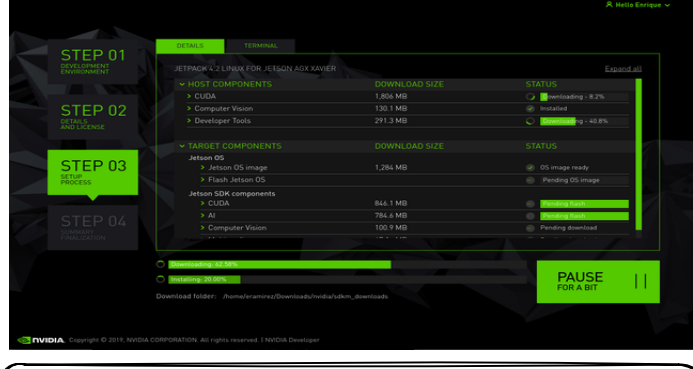 Hello Enrique
DETAILS TERMINAL
STEP 01
DEVELOPMENT
ENVIRONMENT
JETPACK 4.2 LINUX FOR JETSON AGX XAVIER Expand all
HOST COMPONENTS DOWNLOAD SIZE STATUS
CUDA 1,806 MB Downloading - 8.2%
Computer Vision 130.1 MB Installed
Developer Tools 291.3 MB Downloading - 40.8%
STEP 02
DETAILS
AND LICENSE
TARGET COMPONENTS DOWNLOAD SIZE STATUS
Jetson OS
Jetson OS image 1,284 MB OS image ready
Flash Jetson OS Pending OS image
STEP 03
SETUP
PROCESS
Jetson SDK components
CUDA 846.1 MB Pending flash
AI 784.6 MB Pending flash
Computer Vision 100.9 MB Pending download
STEP 04
SUMMARY
FINALIZATION
Downloading: 62.58%
Installing: 20.00%
PAUSE
FOR A BIT
Download folder: /home/eramirez/Downloads/nvidia/sdkm_downloads
NVIDIA. Copyright © 2019, NVIDIA CORPORATION. All rights reserved. | NVIDIA Developer